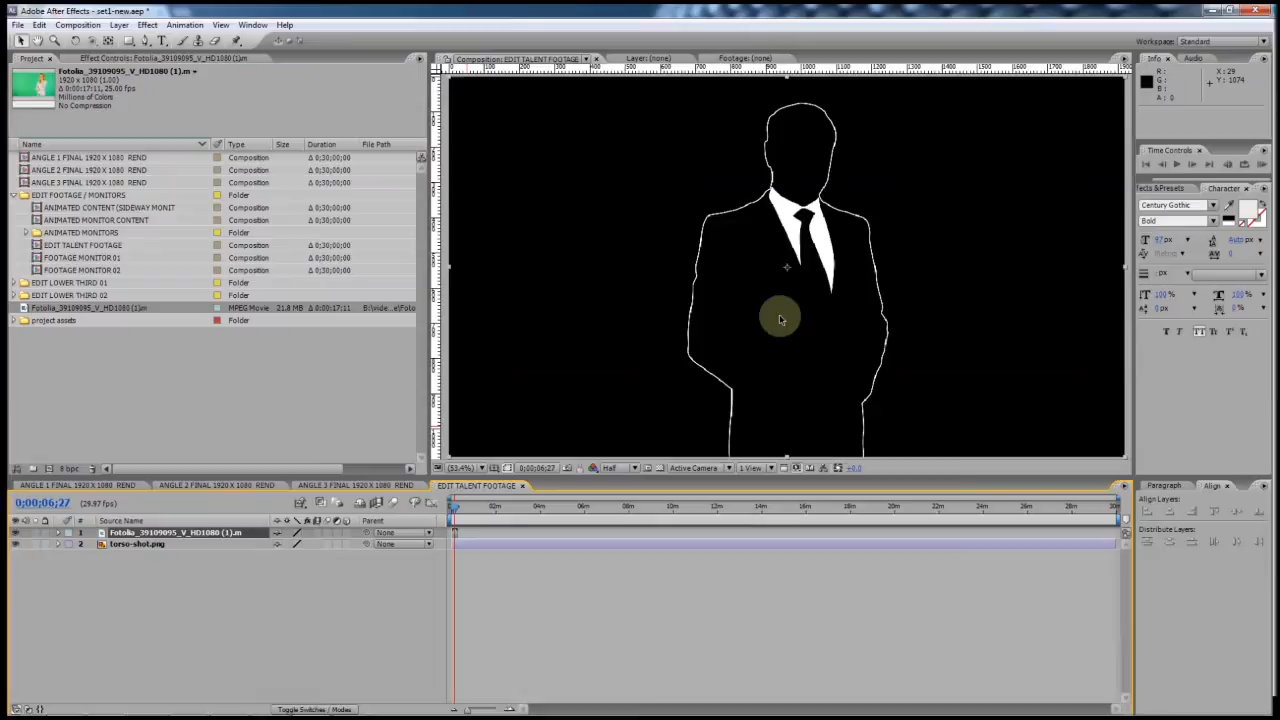 Adobe After Effects - set1-new.aep *
File Edit Composition Layer Effect Animation View Window Help
Workspace: Standard
Project × Effect Controls: Fotolia_39109095_V_HD1080 (1).m
Composition: EDIT TALENT FOOTAGE
Layer: (none)
Footage: (none)
Info × Audio
Fotolia_39109095_V_HD1080 (1).m
1920 x 1080 (1.00)
Δ 0:00:17:11, 25.00 fps
Millions of Colors
No Compression
R:
G:
B:
A: 0
X: 29
Y: 1074
Name Type Size Duration File Path
ANGLE 1 FINAL 1920 X 1080 REND Composition Δ 0;30;00;00
ANGLE 2 FINAL 1920 X 1080 REND Composition Δ 0;30;00;00
ANGLE 3 FINAL 1920 X 1080 REND Composition Δ 0;30;00;00
EDIT FOOTAGE / MONITORS Folder
ANIMATED CONTENT (SIDEWAY MONIT Composition Δ 0;30;00;00
ANIMATED MONITOR CONTENT Composition Δ 0;30;00;00
ANIMATED MONITORS Folder
EDIT TALENT FOOTAGE Composition Δ 0;30;00;00
FOOTAGE MONITOR 01 Composition Δ 0;30;00;00
FOOTAGE MONITOR 02 Composition Δ 0;30;00;00
EDIT LOWER THIRD 01 Folder
EDIT LOWER THIRD 02 Folder
Fotolia_39109095_V_HD1080 (1).m MPEG Movie 21.8 MB Δ 0:00:17:11 B:\wide ...e\Foto
project assets Folder
Time Controls ×
ffects&Presets Character ×
Century Gothic
Bold
97 px Auto px
Metrics 0
- px
100 % 100 %
0 px 0 %
8 bpc
(53.4%) 0;00;06;27 Half Active Camera 1 View +0.0
ANGLE 1 FINAL 1920 X 1080 REND ANGLE 2 FINAL 1920 X 1080 REND ANGLE 3 FINAL 1920 X 1080 REND EDIT TALENT FOOTAGE ×
Paragraph Align ×
0;00;06;27 (29.97 fps)
02m 04m 06m 08m 10m 12m 14m 16m 18m 20m 22m 24m 26m 28m 30m
Align Layers:
# Source Name Parent
1 Fotolia_39109095_V_HD1080 (1).m None
2 torso-shot.png None
Distribute Layers:
Toggle Switches / Modes